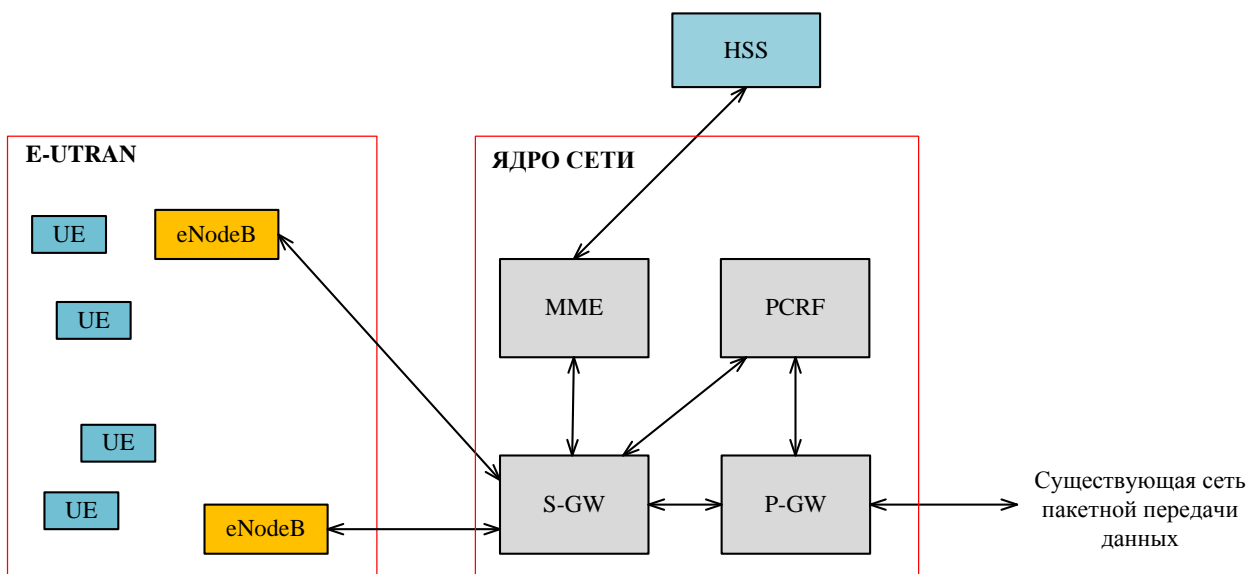 HSS
E-UTRAN
ЯДРО СЕТИ
UE
eNodeB
MME
PCRF
UE
UE
UE
eNodeB
S-GW
P-GW
Существующая сеть
пакетной передачи
данных